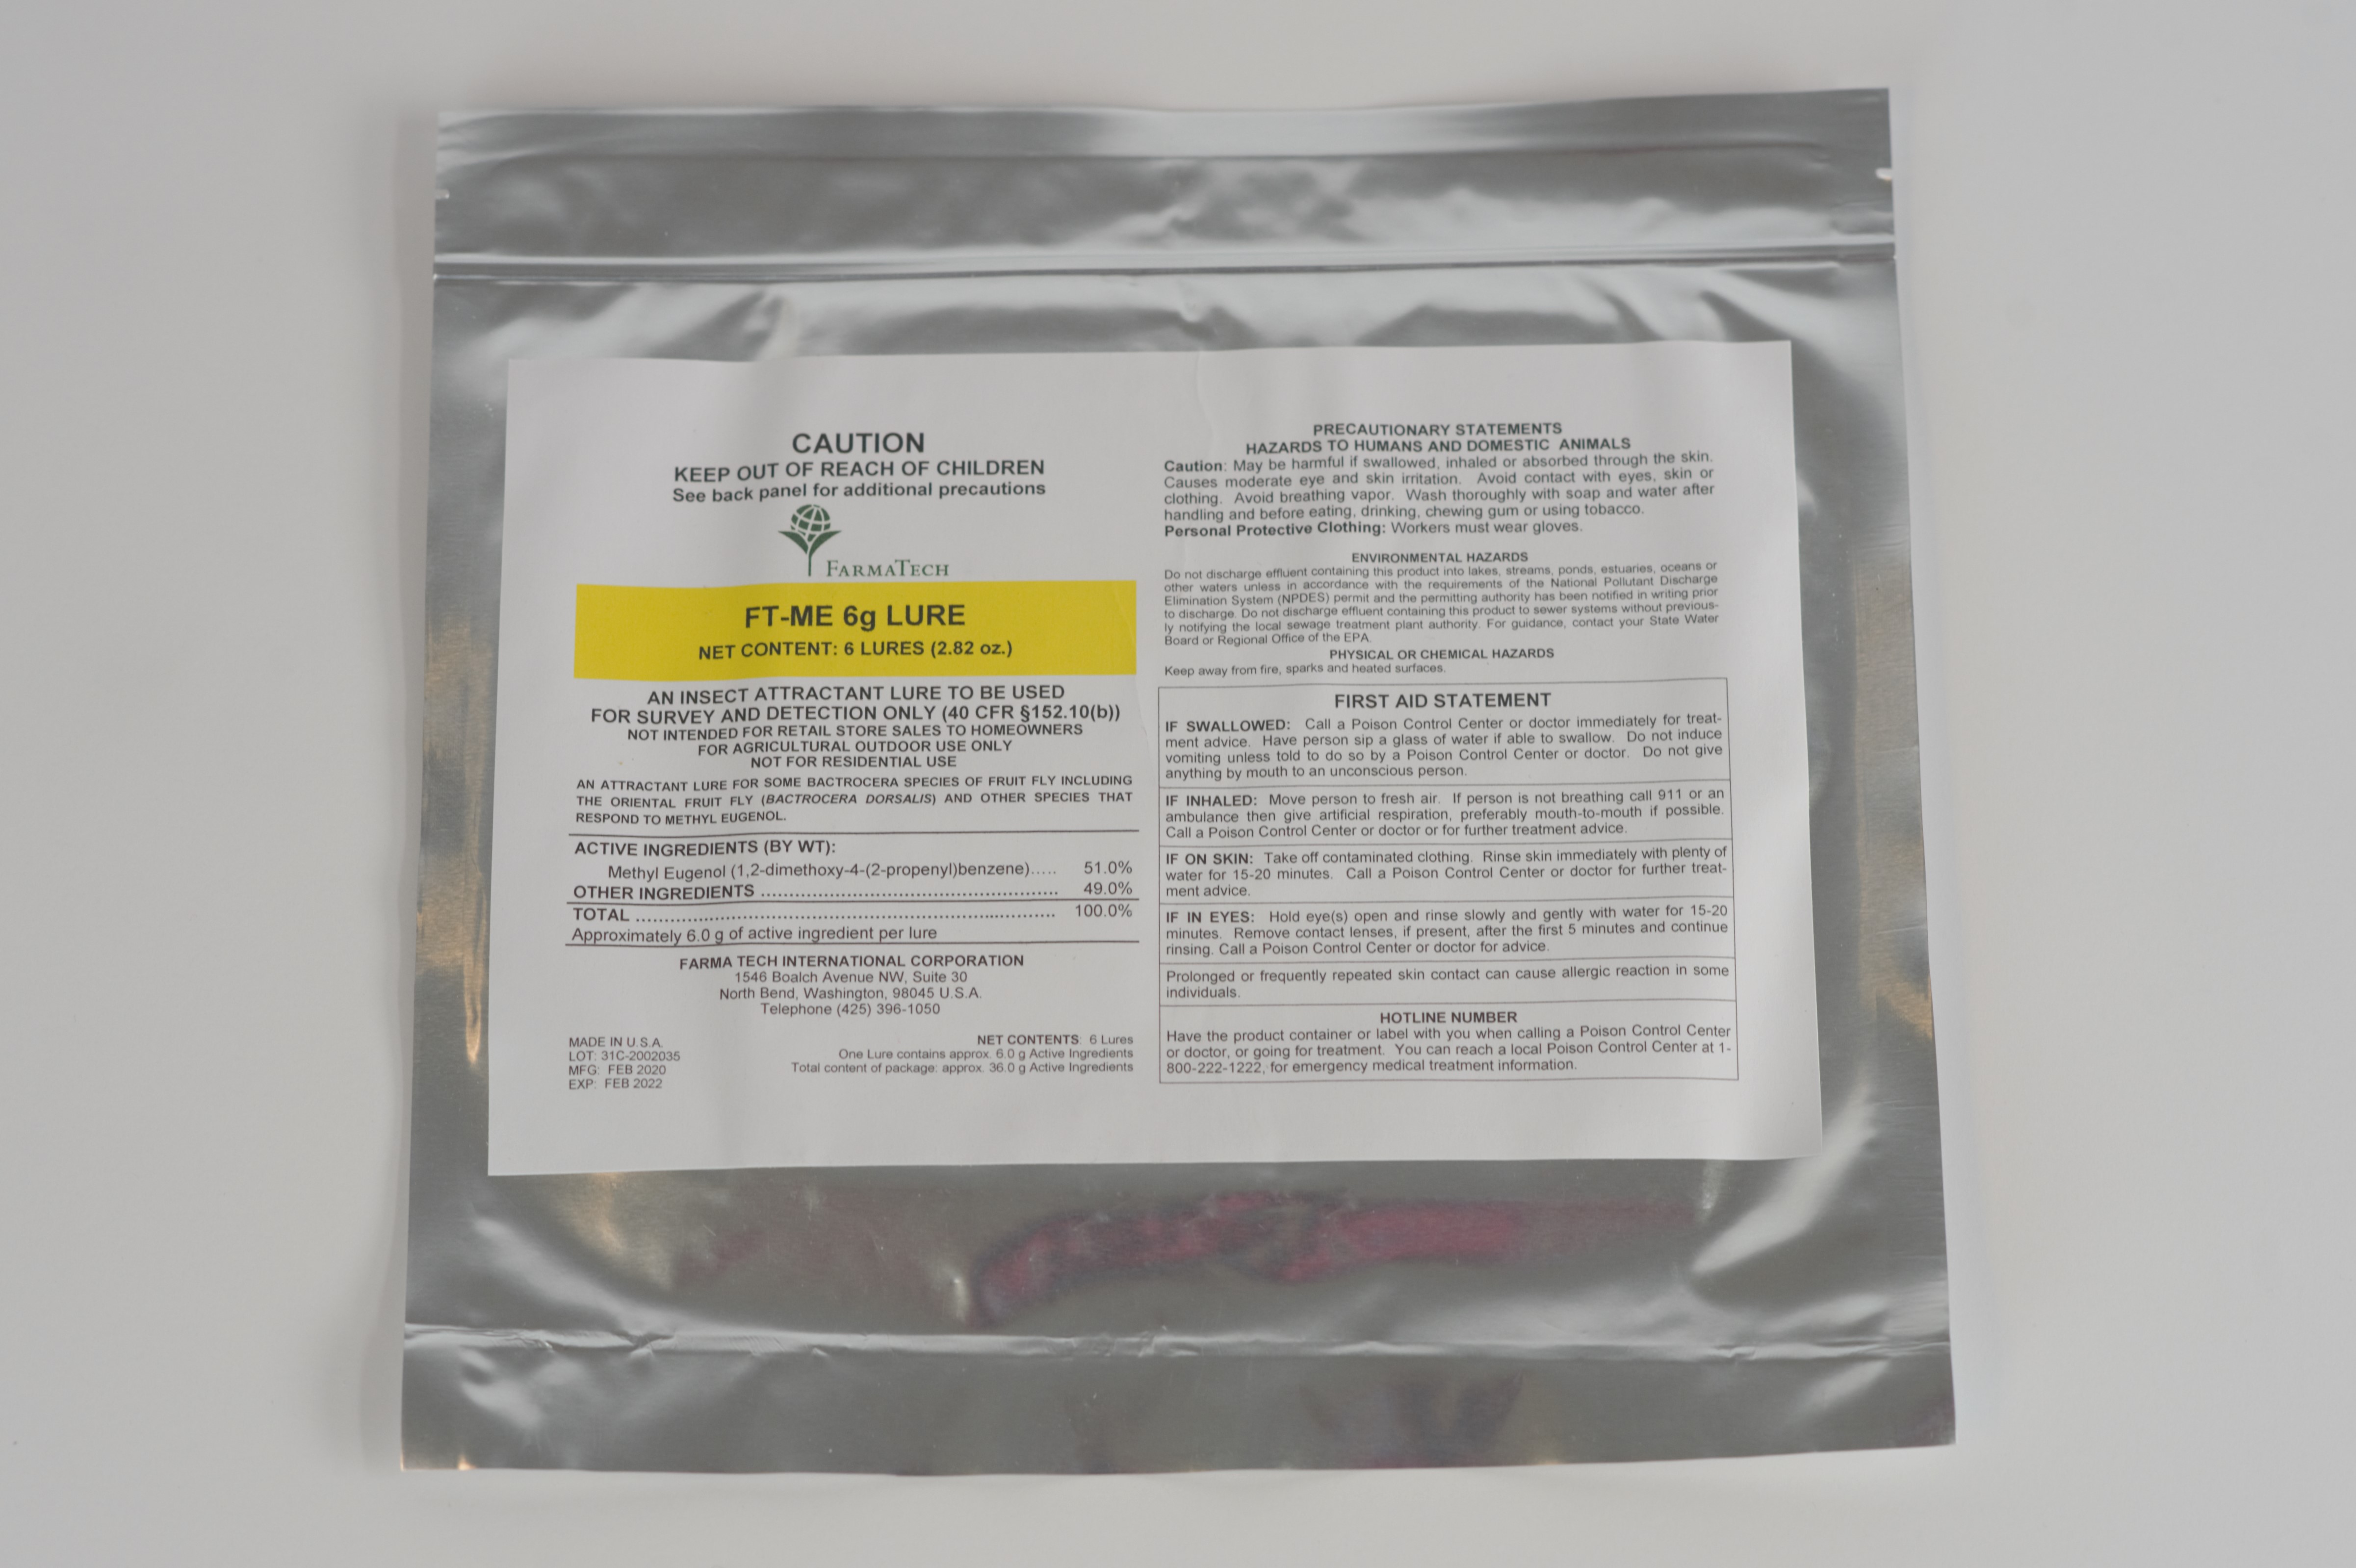 CAUTION
KEEP OUT OF REACH OF CHILDREN
See back panel for additional precautions
FARMATECH
FT-ME 6g LURE
NET CONTENT: 6 LURES (2.82 oz.)
AN INSECT ATTRACTANT LURE TO BE USED
FOR SURVEY AND DETECTION ONLY (40 CFR §152.10(b))
NOT INTENDED FOR RETAIL STORE SALES TO HOMEOWNERS
FOR AGRICULTURAL OUTDOOR USE ONLY
NOT FOR RESIDENTIAL USE
AN ATTRACTANT LURE FOR SOME BACTROCERA SPECIES OF FRUIT FLY INCLUDING
THE ORIENTAL FRUIT FLY (BACTROCERA DORSALIS) AND OTHER SPECIES THAT
RESPOND TO METHYL EUGENOL.
ACTIVE INGREDIENTS (BY WT):
Methyl Eugenol (1,2-dimethoxy-4-(2-propenyl)benzene)..... 51.0%
OTHER INGREDIENTS .................................................... 49.0%
TOTAL .......................................................................... 100.0%
Approximately 6.0 g of active ingredient per lure
FARMA TECH INTERNATIONAL CORPORATION
1546 Boalch Avenue NW, Suite 30
North Bend, Washington, 98045 U.S.A.
Telephone (425) 396-1050
MADE IN U.S.A.
LOT: 31C-2002035
MFG: FEB 2020
EXP: FEB 2022
NET CONTENTS: 6 Lures
One Lure contains approx. 6.0 g Active Ingredients
Total content of package: approx. 36.0 g Active Ingredients
PRECAUTIONARY STATEMENTS
HAZARDS TO HUMANS AND DOMESTIC ANIMALS
Caution: May be harmful if swallowed, inhaled or absorbed through the skin.
Causes moderate eye and skin irritation. Avoid contact with eyes, skin or
clothing. Avoid breathing vapor. Wash thoroughly with soap and water after
handling and before eating, drinking, chewing gum or using tobacco.
Personal Protective Clothing: Workers must wear gloves.
ENVIRONMENTAL HAZARDS
Do not discharge effluent containing this product into lakes, streams, ponds, estuaries, oceans or
other waters unless in accordance with the requirements of the National Pollutant Discharge
Elimination System (NPDES) permit and the permitting authority has been notified in writing prior
to discharge. Do not discharge effluent containing this product to sewer systems without previous-
ly notifying the local sewage treatment plant authority. For guidance, contact your State Water
Board or Regional Office of the EPA.
PHYSICAL OR CHEMICAL HAZARDS
Keep away from fire, sparks and heated surfaces.
FIRST AID STATEMENT
IF SWALLOWED: Call a Poison Control Center or doctor immediately for treat-
ment advice. Have person sip a glass of water if able to swallow. Do not induce
vomiting unless told to do so by a Poison Control Center or doctor. Do not give
anything by mouth to an unconscious person.
IF INHALED: Move person to fresh air. If person is not breathing call 911 or an
ambulance then give artificial respiration, preferably mouth-to-mouth if possible.
Call a Poison Control Center or doctor or for further treatment advice.
IF ON SKIN: Take off contaminated clothing. Rinse skin immediately with plenty of
water for 15-20 minutes. Call a Poison Control Center or doctor for further treat-
ment advice.
IF IN EYES: Hold eye(s) open and rinse slowly and gently with water for 15-20
minutes. Remove contact lenses, if present, after the first 5 minutes and continue
rinsing. Call a Poison Control Center or doctor for advice.
Prolonged or frequently repeated skin contact can cause allergic reaction in some
individuals.
HOTLINE NUMBER
Have the product container or label with you when calling a Poison Control Center
or doctor, or going for treatment. You can reach a local Poison Control Center at 1-
800-222-1222, for emergency medical treatment information.